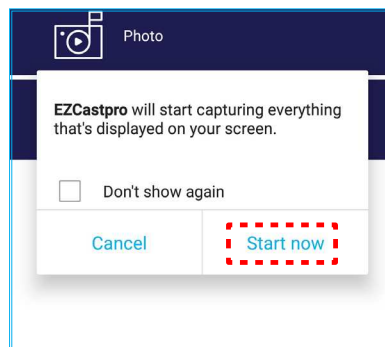 Photo
EZCastpro will start capturing everything
that's displayed on your screen.
Don't show again
Cancel
Start now